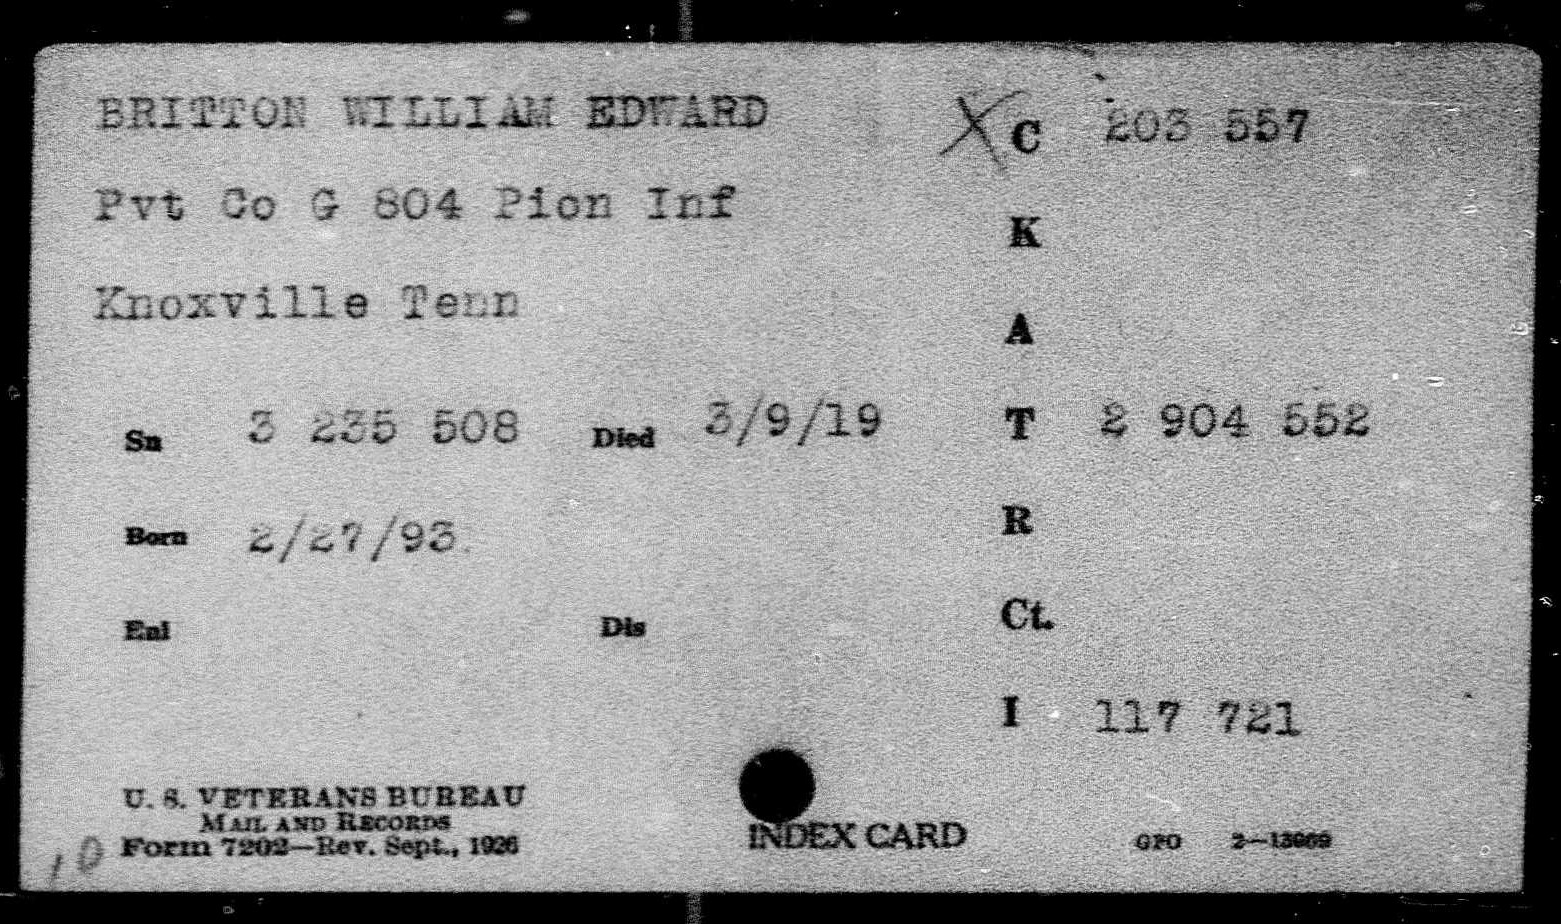 BRITTON WILLIAM EDWARD
X C 203 557
Pvt Co G 804 Pion Inf
K
Knoxville Tenn
A
Sn 3 235 508 Died 3/9/19
T 2 904 552
Born 2/27/93.
R
Enl Dis
Ct.
I 117 721
U. S. VETERANS BUREAU
MAIL AND RECORDS
Form 7202—Rev. Sept., 1926
INDEX CARD
GPO 2—13969
10